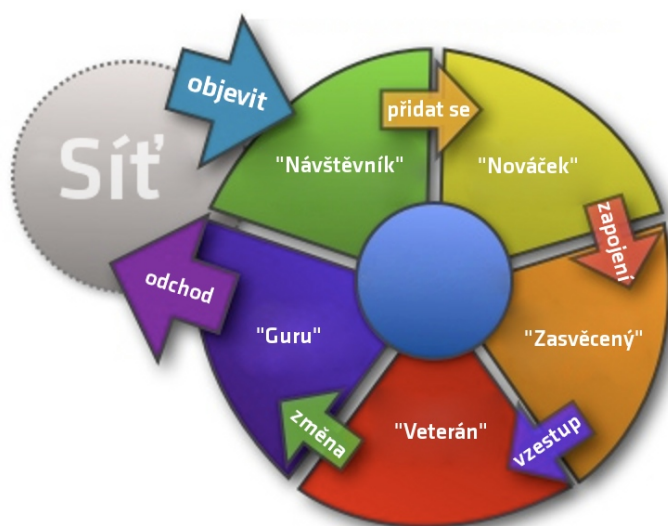 Síť
objevit
"Návštěvník"
přidat se
"Nováček"
zapojení
"Zasvěcený"
vzestup
"Veterán"
změna
"Guru"
odchod